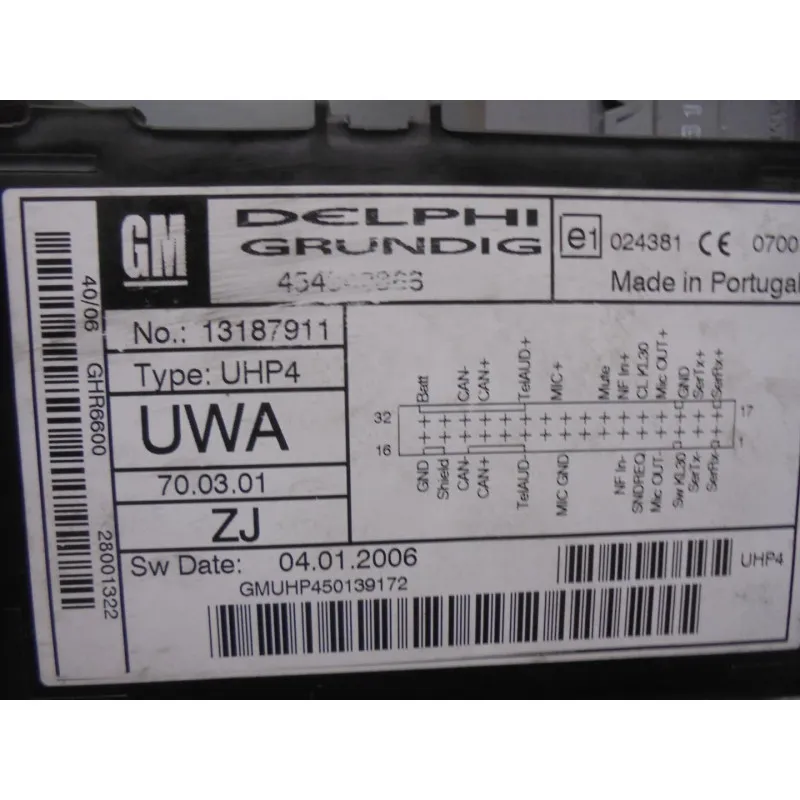 GM
DELPHI
GRUNDIG
e1 024381 CE 0700
Made in Portugal
40/06 GHR6600 28001322
No.: 13187911
Type: UHP4
UWA
70.03.01
ZJ
Batt CAN- CAN+ TelAUD+ MIC+ Mute NF In+ CL KL30 Mic OUT+ GND SerTx+ SerRx+
32 17
16 1
GND Shield CAN- CAN+ TelAUD- MIC GND NF In- SNDREQ Mic OUT- Sw KL30 SerTx- SerRx-
Sw Date: 04.01.2006
UHP4
GMUHP450139172